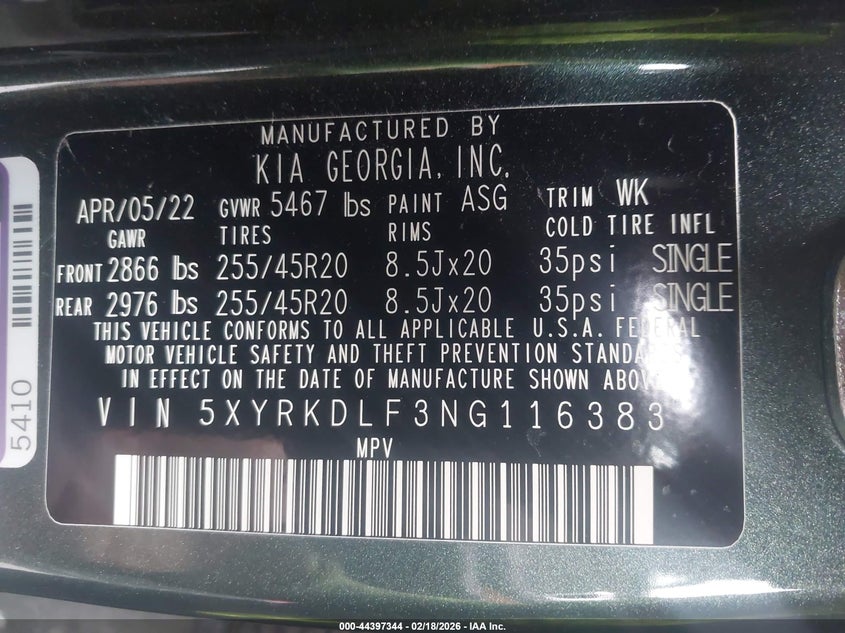 MANUFACTURED BY
KIA GEORGIA, INC.
APR/05/22 GVWR 5467 lbs PAINT ASG TRIM WK
GAWR TIRES RIMS COLD TIRE INFL
FRONT 2866 lbs 255/45R20 8.5Jx20 35psi SINGLE
REAR 2976 lbs 255/45R20 8.5Jx20 35psi SINGLE
THIS VEHICLE CONFORMS TO ALL APPLICABLE U.S.A. FEDERAL
MOTOR VEHICLE SAFETY AND THEFT PREVENTION STANDARDS
IN EFFECT ON THE DATE OF MANUFACTURE SHOWN ABOVE
VIN 5XYRKDLF3NG116383
MPV
5410
000-44397344 - 02/18/2026 - IAA Inc.